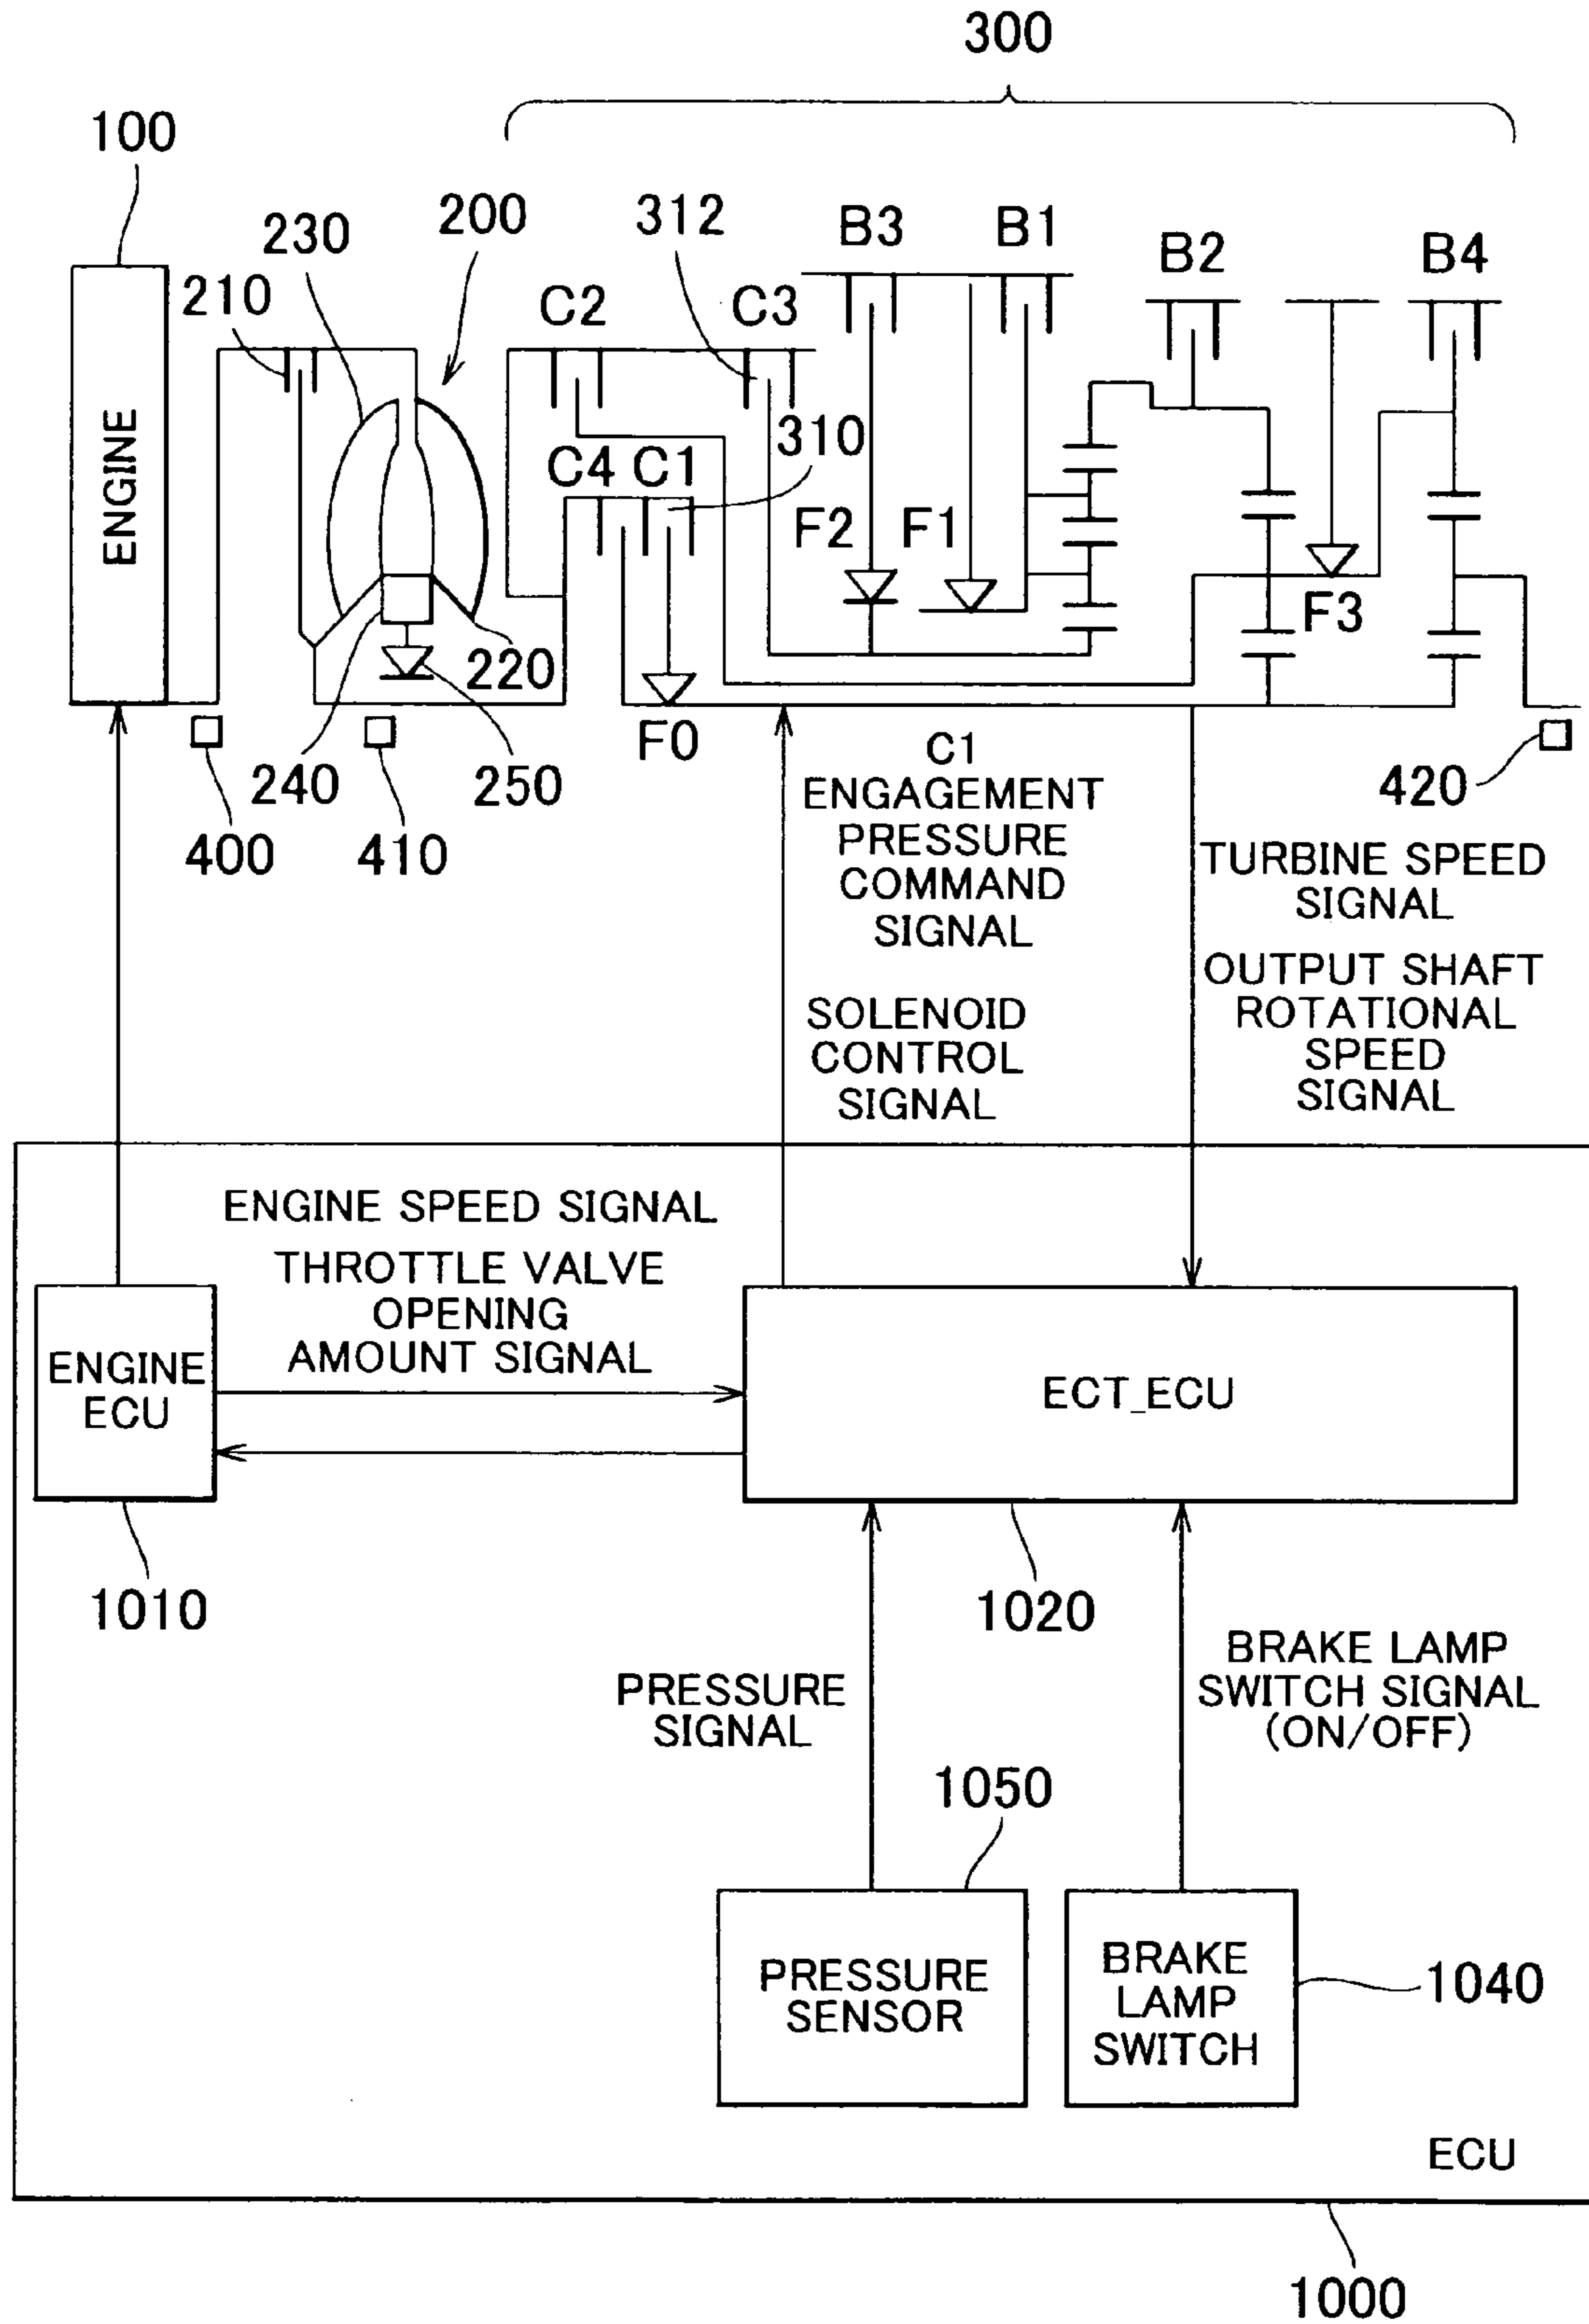 300
100
200
312
B3
B1
230
B2
B4
210
C2
C3
310
C4
C1
ENGINE
F2
F1
F3
220
F0
240
250
420
400
410
C1
ENGAGEMENT
PRESSURE
COMMAND
SIGNAL
TURBINE SPEED
SIGNAL
SOLENOID
CONTROL
SIGNAL
OUTPUT SHAFT
ROTATIONAL
SPEED
SIGNAL
ENGINE SPEED SIGNAL
THROTTLE VALVE
OPENING
AMOUNT SIGNAL
ENGINE
ECU
ECT_ECU
1010
1020
PRESSURE
SIGNAL
BRAKE LAMP
SWITCH SIGNAL
(ON/OFF)
1050
PRESSURE
SENSOR
BRAKE
LAMP
SWITCH
1040
ECU
1000